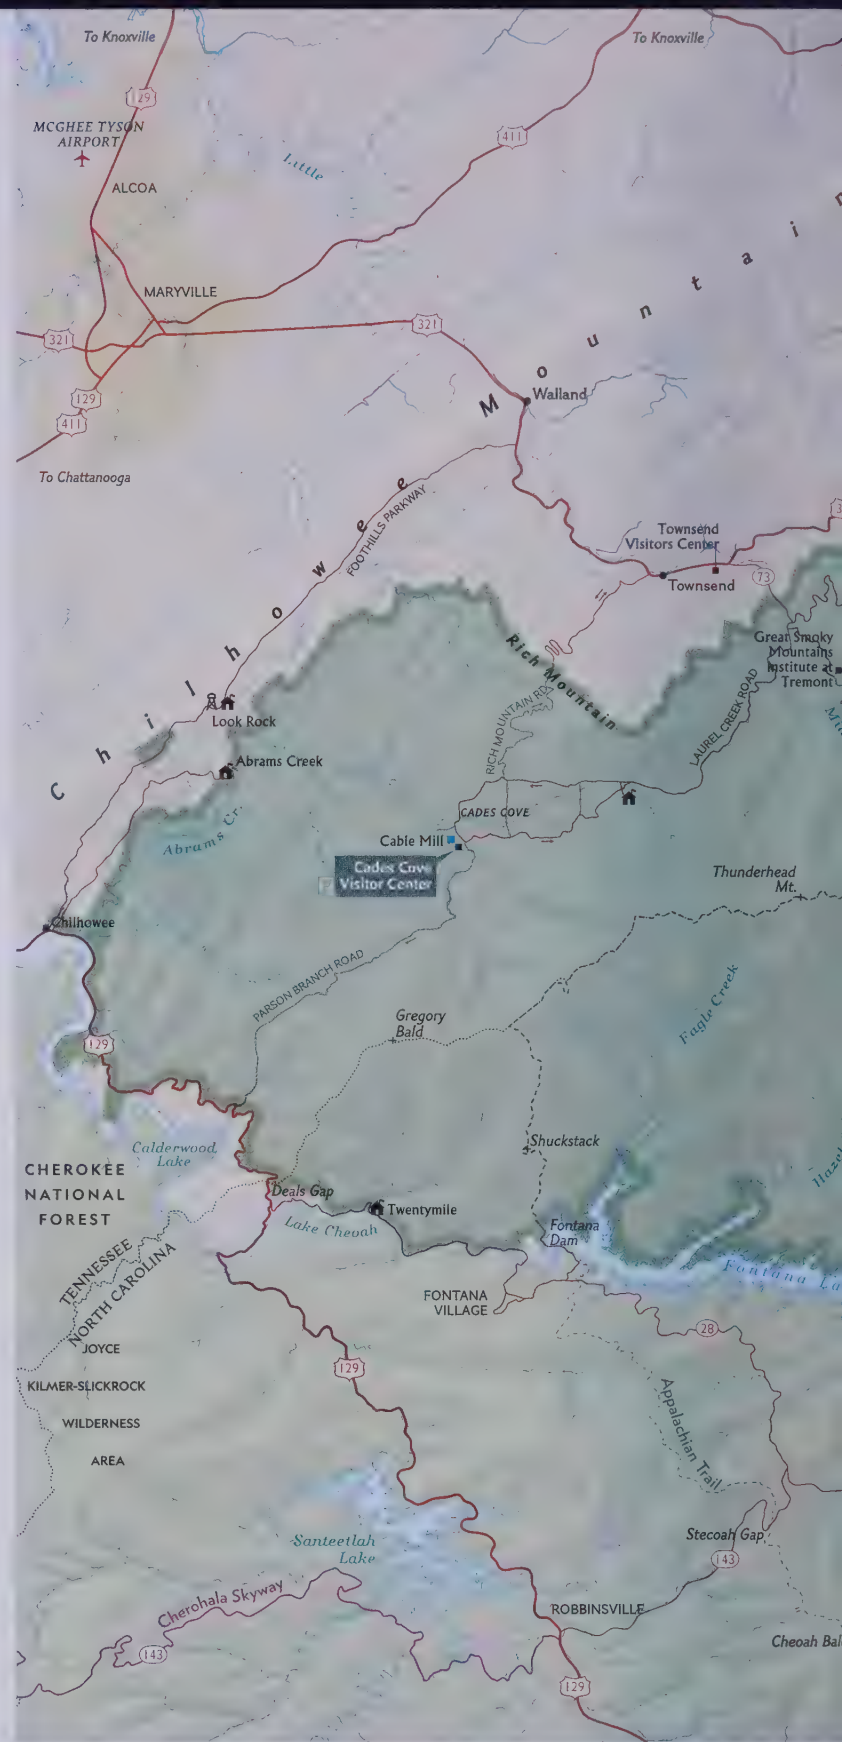 To Knoxville
To Knoxville
129
MCGHEE TYSON
AIRPORT
411
Little
ALCOA
MARYVILLE
321
321
Walland
129
411
To Chattanooga
Chilhowee Mountain
FOOTHILLS PARKWAY
Townsend
Visitors Center
Townsend
73
Great Smoky
Mountains
Institute at
Tremont
Rich Mountain
RICH MOUNTAIN RD
LAUREL CREEK ROAD
Look Rock
Abrams Creek
Abrams Cr.
CADES COVE
Cable Mill
Cades Cove
Visitor Center
Thunderhead
Mt.
Chilhowee
PARSON BRANCH ROAD
Gregory
Bald
Eagle Creek
129
Calderwood
Lake
Shuckstack
CHEROKEE
NATIONAL
FOREST
Deals Gap
Twentymile
Lake Cheoah
Fontana
Dam
TENNESSEE
NORTH CAROLINA
FONTANA
VILLAGE
28
JOYCE
KILMER-SLICKROCK
WILDERNESS
AREA
129
Appalachian Trail
Santeetlah
Lake
Stecoah Gap
143
Cherohala Skyway
ROBBINSVILLE
143
129